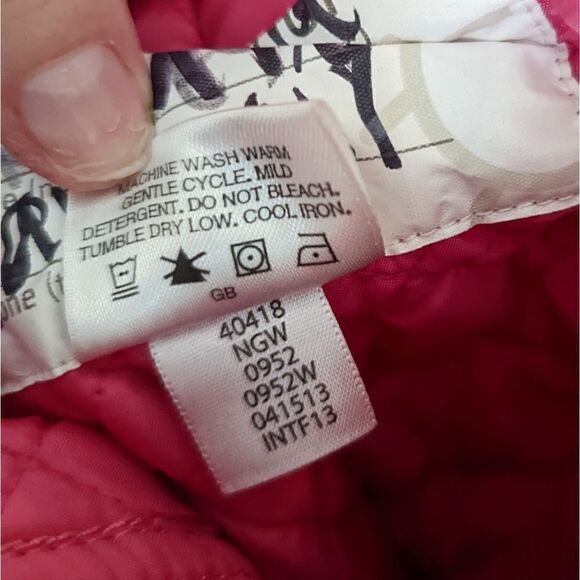 MACHINE WASH WARM
GENTLE CYCLE. MILD
DETERGENT. DO NOT BLEACH.
TUMBLE DRY LOW. COOL IRON.
GB
one (
40418
NGW
0952
0952W
041513
INTF13